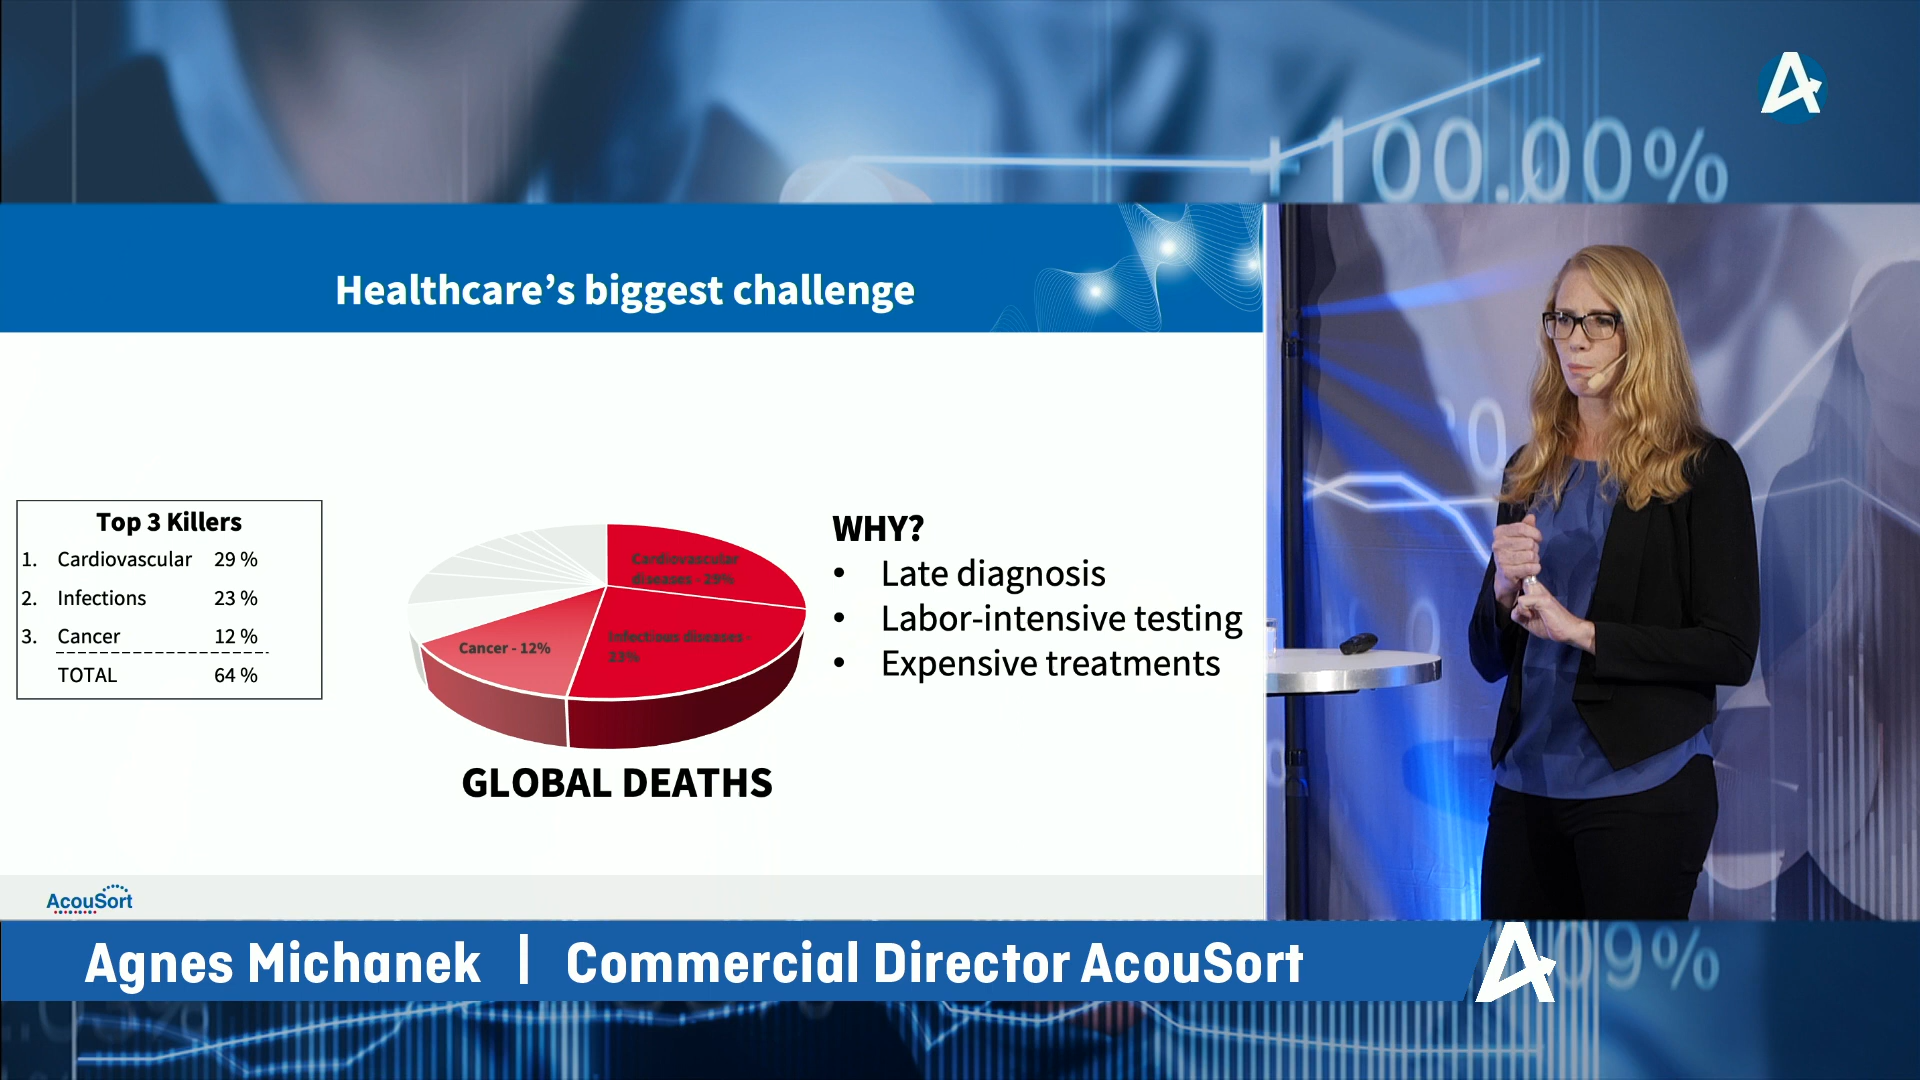 +100.00%
Healthcare's biggest challenge
Top 3 Killers
1. Cardiovascular 29 %
2. Infections 23 %
3. Cancer 12 %
TOTAL 64 %
Cardiovascular
diseases - 29%
Infectious diseases -
23%
Cancer - 12%
GLOBAL DEATHS
WHY?
• Late diagnosis
• Labor-intensive testing
• Expensive treatments
AcouSort
Agnes Michanek | Commercial Director AcouSort
09%